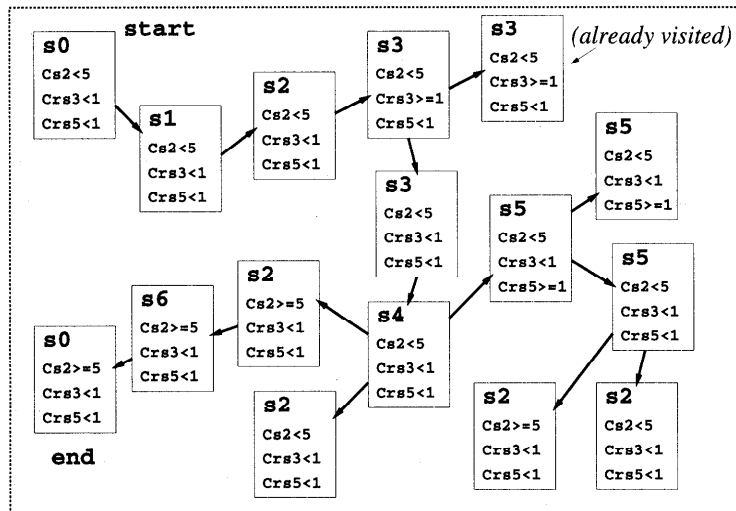 start
s0
Cs2<5
Crs3<1
Crs5<1
s1
Cs2<5
Crs3<1
Crs5<1
s2
Cs2<5
Crs3<1
Crs5<1
s3
Cs2<5
Crs3>=1
Crs5<1
s3
Cs2<5
Crs3>=1
Crs5<1
(already visited)
s3
Cs2<5
Crs3<1
Crs5<1
s5
Cs2<5
Crs3<1
Crs5>=1
s5
Cs2<5
Crs3<1
Crs5>=1
s5
Cs2<5
Crs3<1
Crs5<1
s4
Cs2<5
Crs3<1
Crs5<1
s2
Cs2>=5
Crs3<1
Crs5<1
s6
Cs2>=5
Crs3<1
Crs5<1
s0
Cs2>=5
Crs3<1
Crs5<1
end
s2
Cs2<5
Crs3<1
Crs5<1
s2
Cs2>=5
Crs3<1
Crs5<1
s2
Cs2<5
Crs3<1
Crs5<1